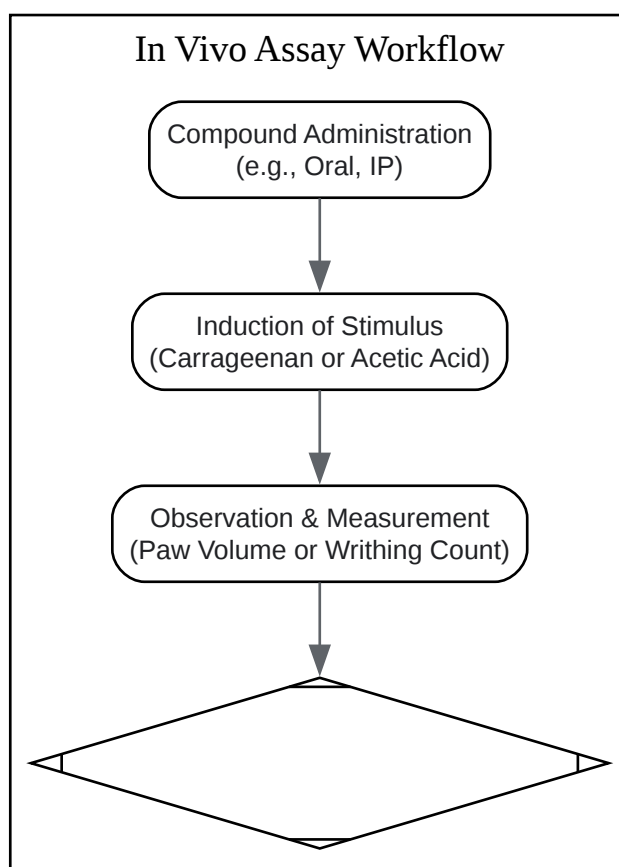 In Vivo Assay Workflow
Compound Administration
(e.g., Oral, IP)
Induction of Stimulus
(Carrageenan or Acetic Acid)
Observation & Measurement
(Paw Volume or Writhing Count)